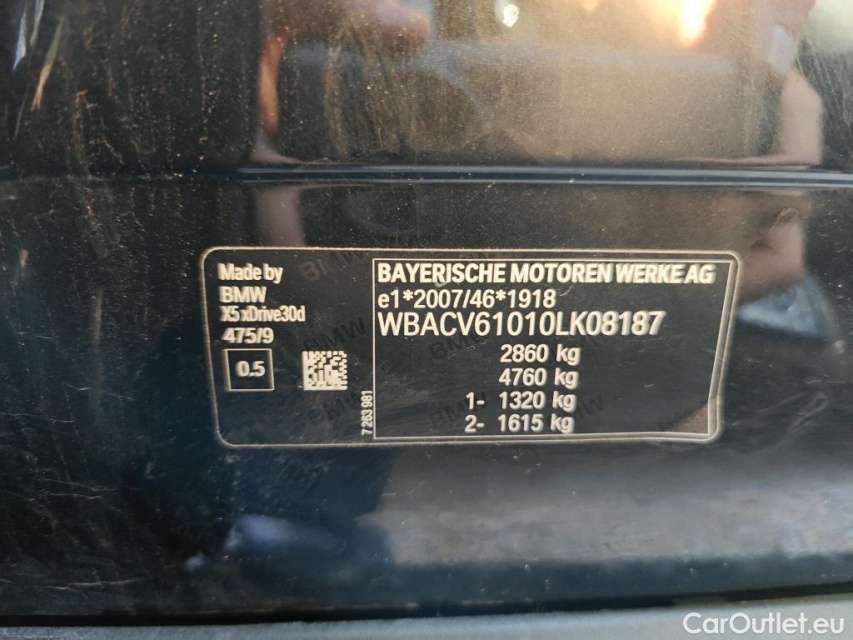 Made by
BMW
X5 xDrive30d
475/9
0.5
7 263 981
BAYERISCHE MOTOREN WERKE AG
e1*2007/46*1918
WBACV61010LK08187
2860 kg
4760 kg
1- 1320 kg
2- 1615 kg
CarOutlet.eu